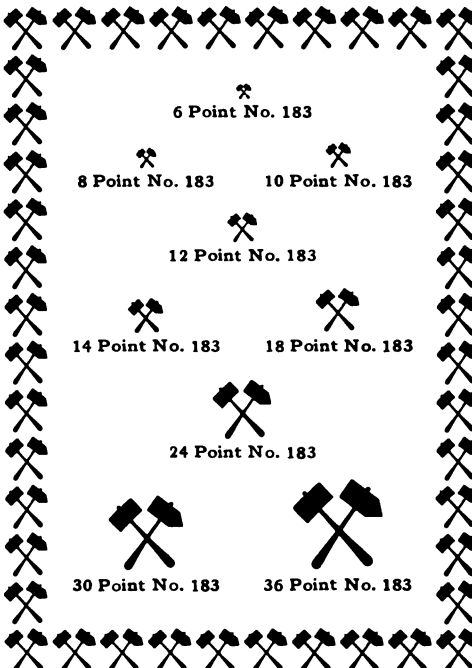 6 Point No. 183
8 Point No. 183
10 Point No. 183
12 Point No. 183
14 Point No. 183
18 Point No. 183
24 Point No. 183
30 Point No. 183
36 Point No. 183